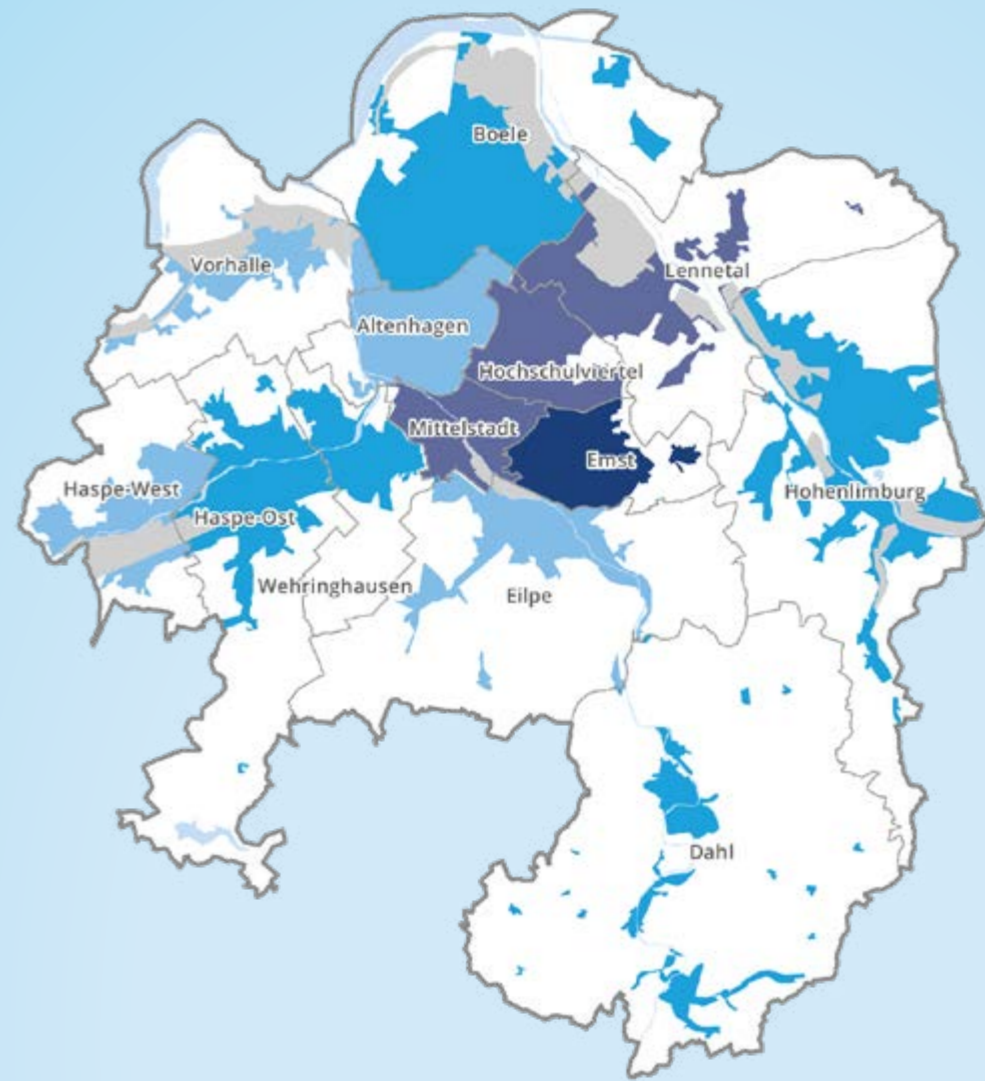 Boele
Vorhalle
Lennetal
Altenhagen
Hochschulviertel
Mittelstadt
Emst
Haspe-West
Hohenlimburg
Haspe-Ost
Wehringhausen
Eilpe
Dahl